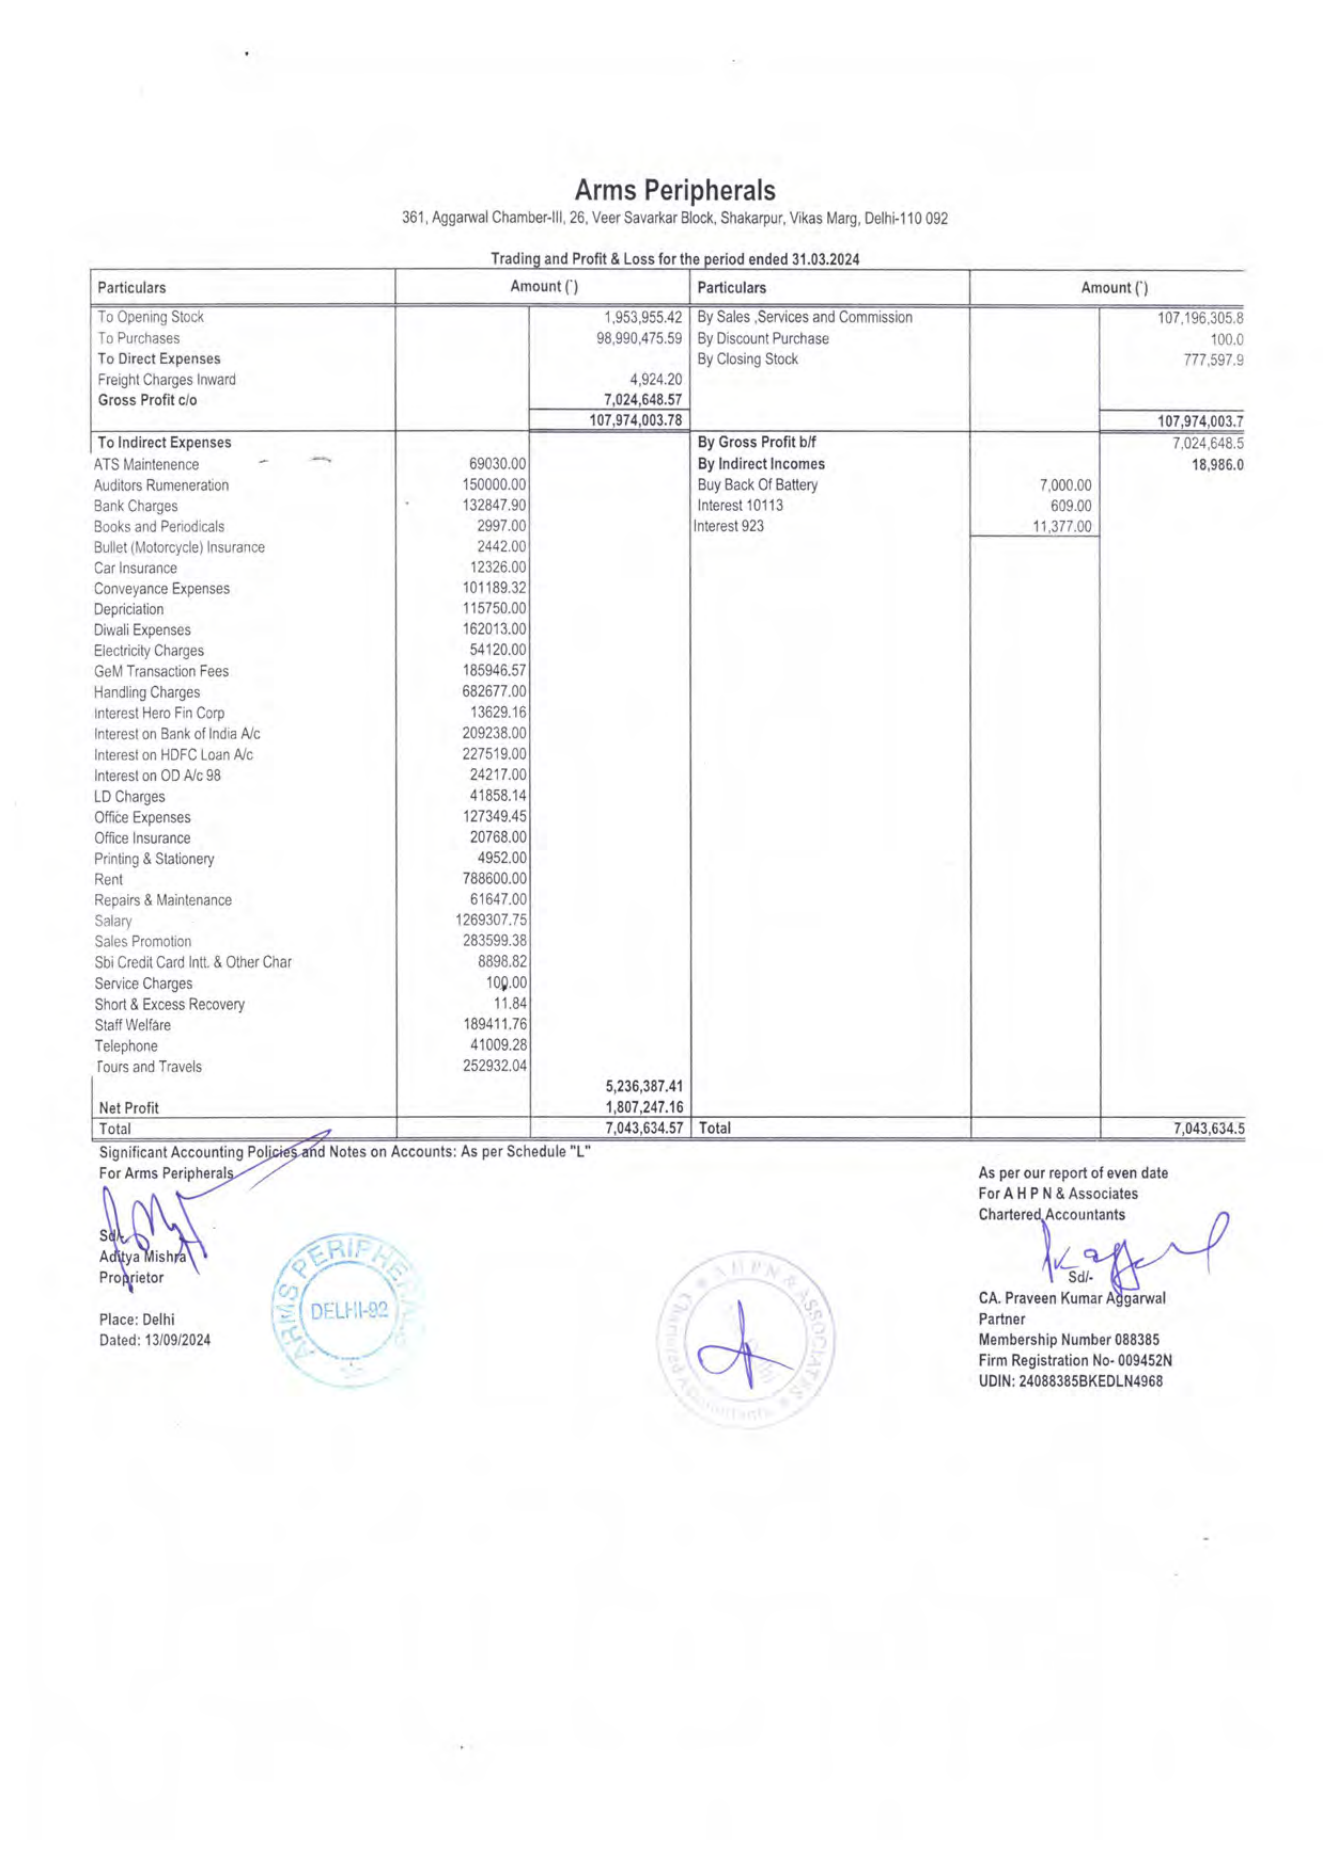 Arms Peripherals
361, Aggarwal Chamber-III, 26, Veer Savarkar Block, Shakarpur, Vikas Marg, Delhi-110 092
Trading and Profit & Loss for the period ended 31.03.2024
Particulars Amount (`) Particulars Amount (`)
To Opening Stock 1,953,955.42 By Sales ,Services and Commission 107,196,305.8
To Purchases 98,990,475.59 By Discount Purchase 100.0
To Direct Expenses By Closing Stock 777,597.9
Freight Charges Inward 4,924.20
Gross Profit c/o 7,024,648.57
107,974,003.78 107,974,003.7
To Indirect Expenses By Gross Profit b/f 7,024,648.5
ATS Maintenence 69030.00 By Indirect Incomes 18,986.0
Auditors Rumeneration 150000.00 Buy Back Of Battery 7,000.00
Bank Charges 132847.90 Interest 10113 609.00
Books and Periodicals 2997.00 Interest 923 11,377.00
Bullet (Motorcycle) Insurance 2442.00
Car Insurance 12326.00
Conveyance Expenses 101189.32
Depriciation 115750.00
Diwali Expenses 162013.00
Electricity Charges 54120.00
GeM Transaction Fees 185946.57
Handling Charges 682677.00
Interest Hero Fin Corp 13629.16
Interest on Bank of India A/c 209238.00
Interest on HDFC Loan A/c 227519.00
Interest on OD A/c 98 24217.00
LD Charges 41858.14
Office Expenses 127349.45
Office Insurance 20768.00
Printing & Stationery 4952.00
Rent 788600.00
Repairs & Maintenance 61647.00
Salary 1269307.75
Sales Promotion 283599.38
Sbi Credit Card Intt. & Other Char 8898.82
Service Charges 100.00
Short & Excess Recovery 11.84
Staff Welfare 189411.76
Telephone 41009.28
Tours and Travels 252932.04
5,236,387.41
Net Profit 1,807,247.16
Total 7,043,634.57 Total 7,043,634.5
Significant Accounting Policies and Notes on Accounts: As per Schedule "L"
For Arms Peripherals As per our report of even date
For A H P N & Associates
Chartered Accountants
Sd/-
Aditya Mishra
Proprietor
Sd/-
CA. Praveen Kumar Aggarwal
Place: Delhi Partner
Dated: 13/09/2024 Membership Number 088385
Firm Registration No- 009452N
UDIN: 24088385BKEDLN4968
ARMS PERIPHERALS
DELHI-92
A H P N & ASSOCIATES
Chartered Accountants